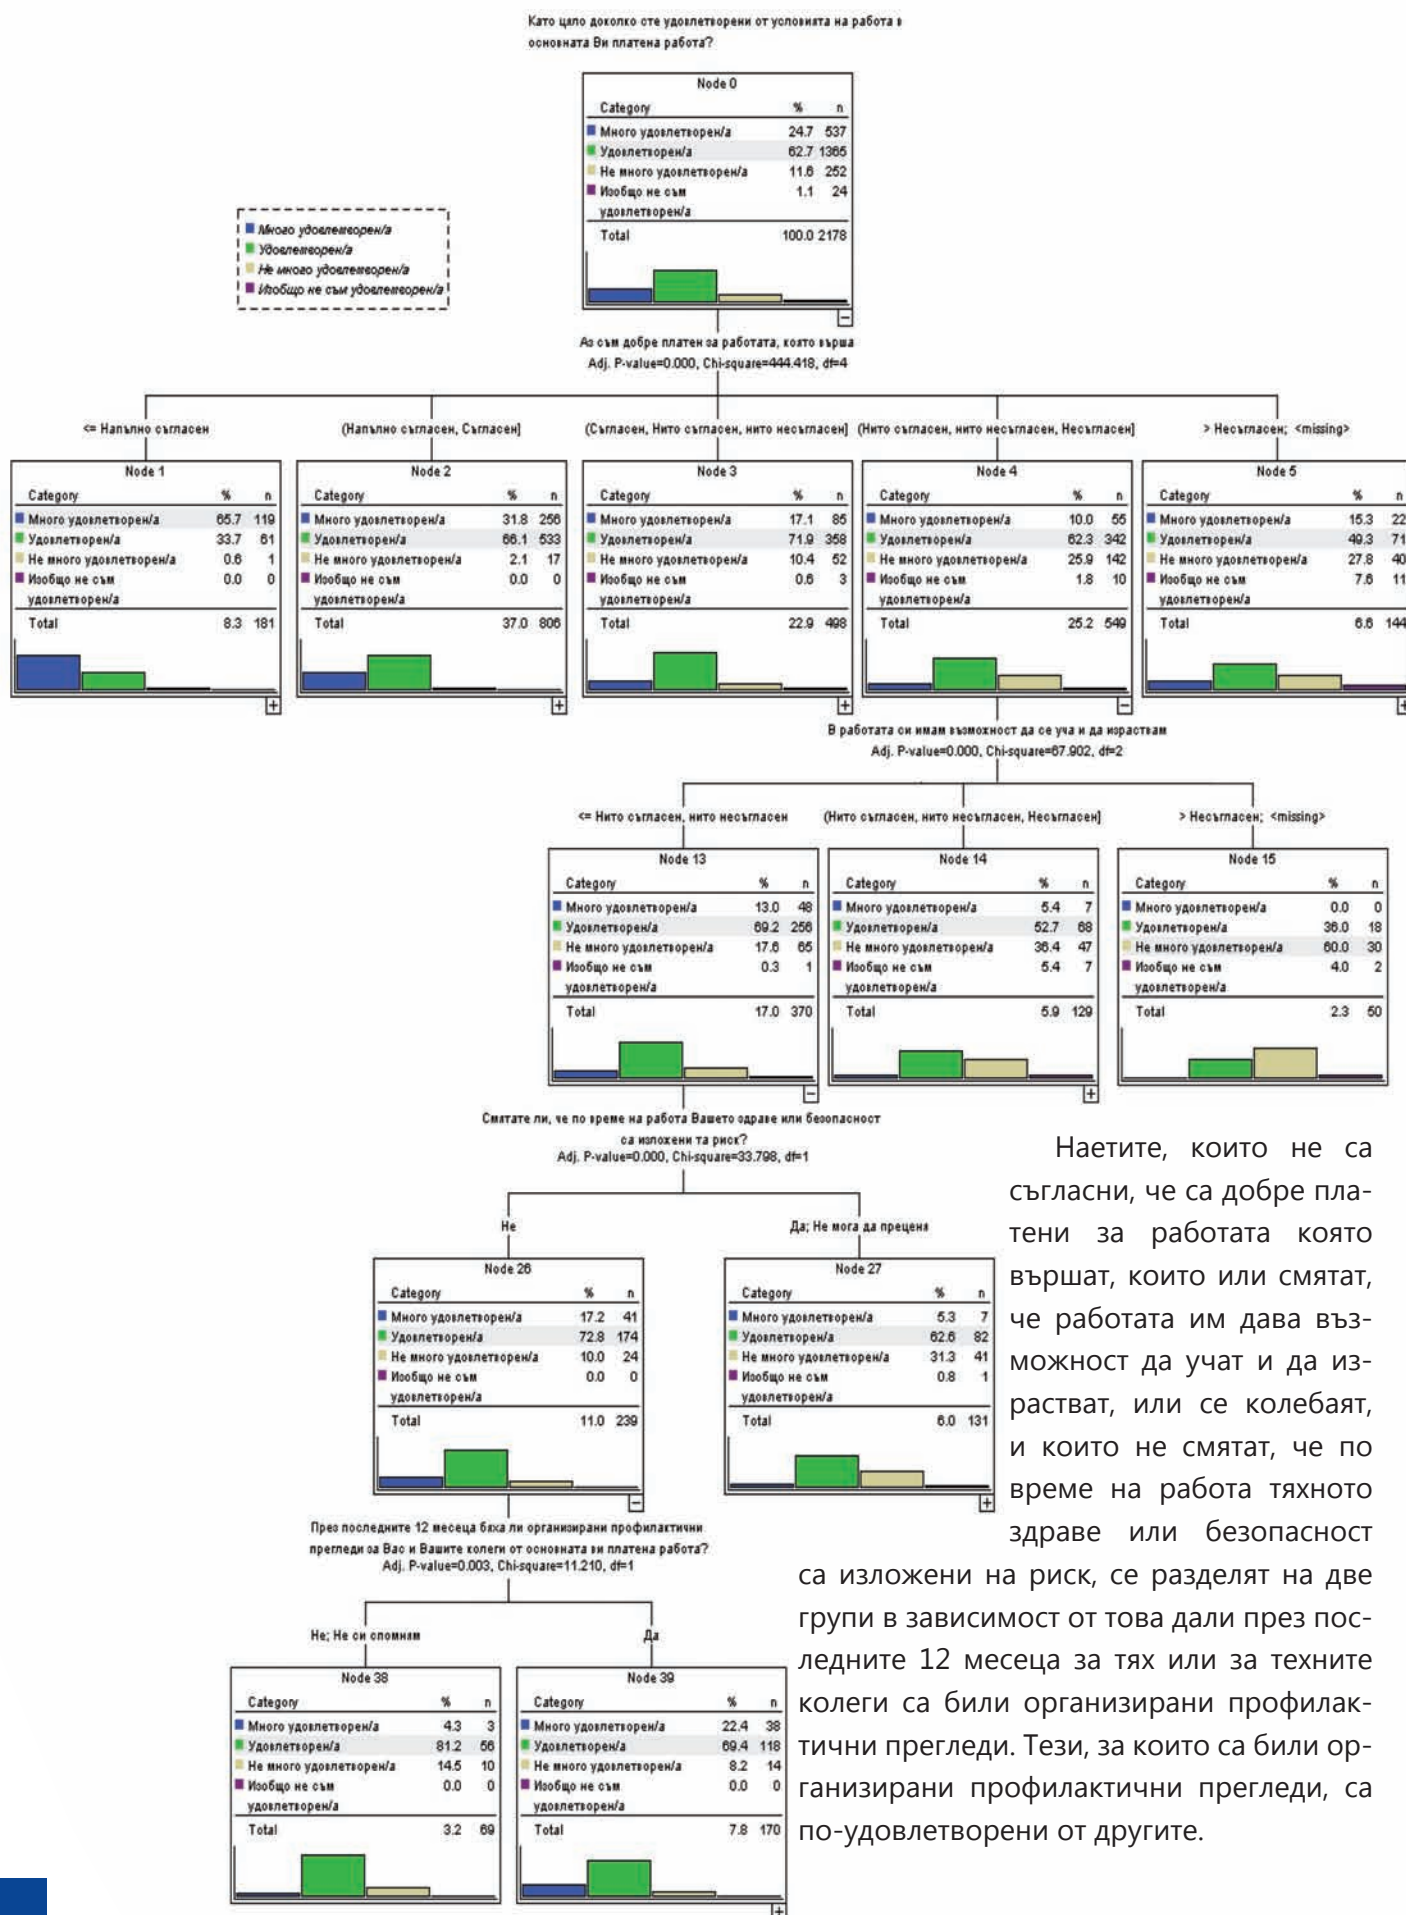 Като цяло доколко сте удовлетворени от условията на работа в
основната Ви платена работа?
Node 0
Category % n
Много удовлетворен/а 24.7 537
Удовлетворен/а 62.7 1365
Не много удовлетворен/а 11.6 252
Изобщо не съм 1.1 24
удовлетворен/а
Total 100.0 2178
Много удовлетворен/а
Удовлетворен/а
Не много удовлетворен/а
Изобщо не съм удовлетворен/а
Аз съм добре платен за работата, която върша
Adj. P-value=0.000, Chi-square=444.418, df=4
<= Напълно съгласен
Node 1
Category % n
Много удовлетворен/а 65.7 119
Удовлетворен/а 33.7 61
Не много удовлетворен/а 0.6 1
Изобщо не съм 0.0 0
удовлетворен/а
Total 8.3 181
(Напълно съгласен, Съгласен]
Node 2
Category % n
Много удовлетворен/а 31.8 256
Удовлетворен/а 66.1 533
Не много удовлетворен/а 2.1 17
Изобщо не съм 0.0 0
удовлетворен/а
Total 37.0 806
(Съгласен, Нито съгласен, нито несъгласен]
Node 3
Category % n
Много удовлетворен/а 17.1 85
Удовлетворен/а 71.9 358
Не много удовлетворен/а 10.4 52
Изобщо не съм 0.6 3
удовлетворен/а
Total 22.9 498
(Нито съгласен, нито несъгласен, Несъгласен]
Node 4
Category % n
Много удовлетворен/а 10.0 55
Удовлетворен/а 62.3 342
Не много удовлетворен/а 25.9 142
Изобщо не съм 1.8 10
удовлетворен/а
Total 25.2 549
> Несъгласен; <missing>
Node 5
Category % n
Много удовлетворен/а 15.3 22
Удовлетворен/а 49.3 71
Не много удовлетворен/а 27.8 40
Изобщо не съм 7.6 11
удовлетворен/а
Total 6.6 144
В работата си имам възможност да се уча и да израствам
Adj. P-value=0.000, Chi-square=67.902, df=2
<= Нито съгласен, нито несъгласен
Node 13
Category % n
Много удовлетворен/а 13.0 48
Удовлетворен/а 69.2 256
Не много удовлетворен/а 17.6 65
Изобщо не съм 0.3 1
удовлетворен/а
Total 17.0 370
(Нито съгласен, нито несъгласен, Несъгласен]
Node 14
Category % n
Много удовлетворен/а 5.4 7
Удовлетворен/а 52.7 68
Не много удовлетворен/а 36.4 47
Изобщо не съм 5.4 7
удовлетворен/а
Total 5.9 129
> Несъгласен; <missing>
Node 15
Category % n
Много удовлетворен/а 0.0 0
Удовлетворен/а 36.0 18
Не много удовлетворен/а 60.0 30
Изобщо не съм 4.0 2
удовлетворен/а
Total 2.3 50
Смятате ли, че по време на работа Вашето здраве или безопасност
са изложени та риск?
Adj. P-value=0.000, Chi-square=33.798, df=1
Не
Node 26
Category % n
Много удовлетворен/а 17.2 41
Удовлетворен/а 72.8 174
Не много удовлетворен/а 10.0 24
Изобщо не съм 0.0 0
удовлетворен/а
Total 11.0 239
Да; Не мога да преценя
Node 27
Category % n
Много удовлетворен/а 5.3 7
Удовлетворен/а 62.6 82
Не много удовлетворен/а 31.3 41
Изобщо не съм 0.8 1
удовлетворен/а
Total 6.0 131
През последните 12 месеца бяха ли организирани профилактични
прегледи за Вас и Вашите колеги от основната ви платена работа?
Adj. P-value=0.003, Chi-square=11.210, df=1
Не; Не си спомням
Node 38
Category % n
Много удовлетворен/а 4.3 3
Удовлетворен/а 81.2 56
Не много удовлетворен/а 14.5 10
Изобщо не съм 0.0 0
удовлетворен/а
Total 3.2 69
Да
Node 39
Category % n
Много удовлетворен/а 22.4 38
Удовлетворен/а 69.4 118
Не много удовлетворен/а 8.2 14
Изобщо не съм 0.0 0
удовлетворен/а
Total 7.8 170
Наетите, които не са
съгласни, че са добре пла-
тени за работата която
вършат, които или смятат,
че работата им дава въз-
можност да учат и да из-
растват, или се колебаят,
и които не смятат, че по
време на работа тяхното
здраве или безопасност
са изложени на риск, се разделят на две
групи в зависимост от това дали през пос-
ледните 12 месеца за тях или за техните
колеги са били организирани профилак-
тични прегледи. Тези, за които са били ор-
ганизирани профилактични прегледи, са
по-удовлетворени от другите.